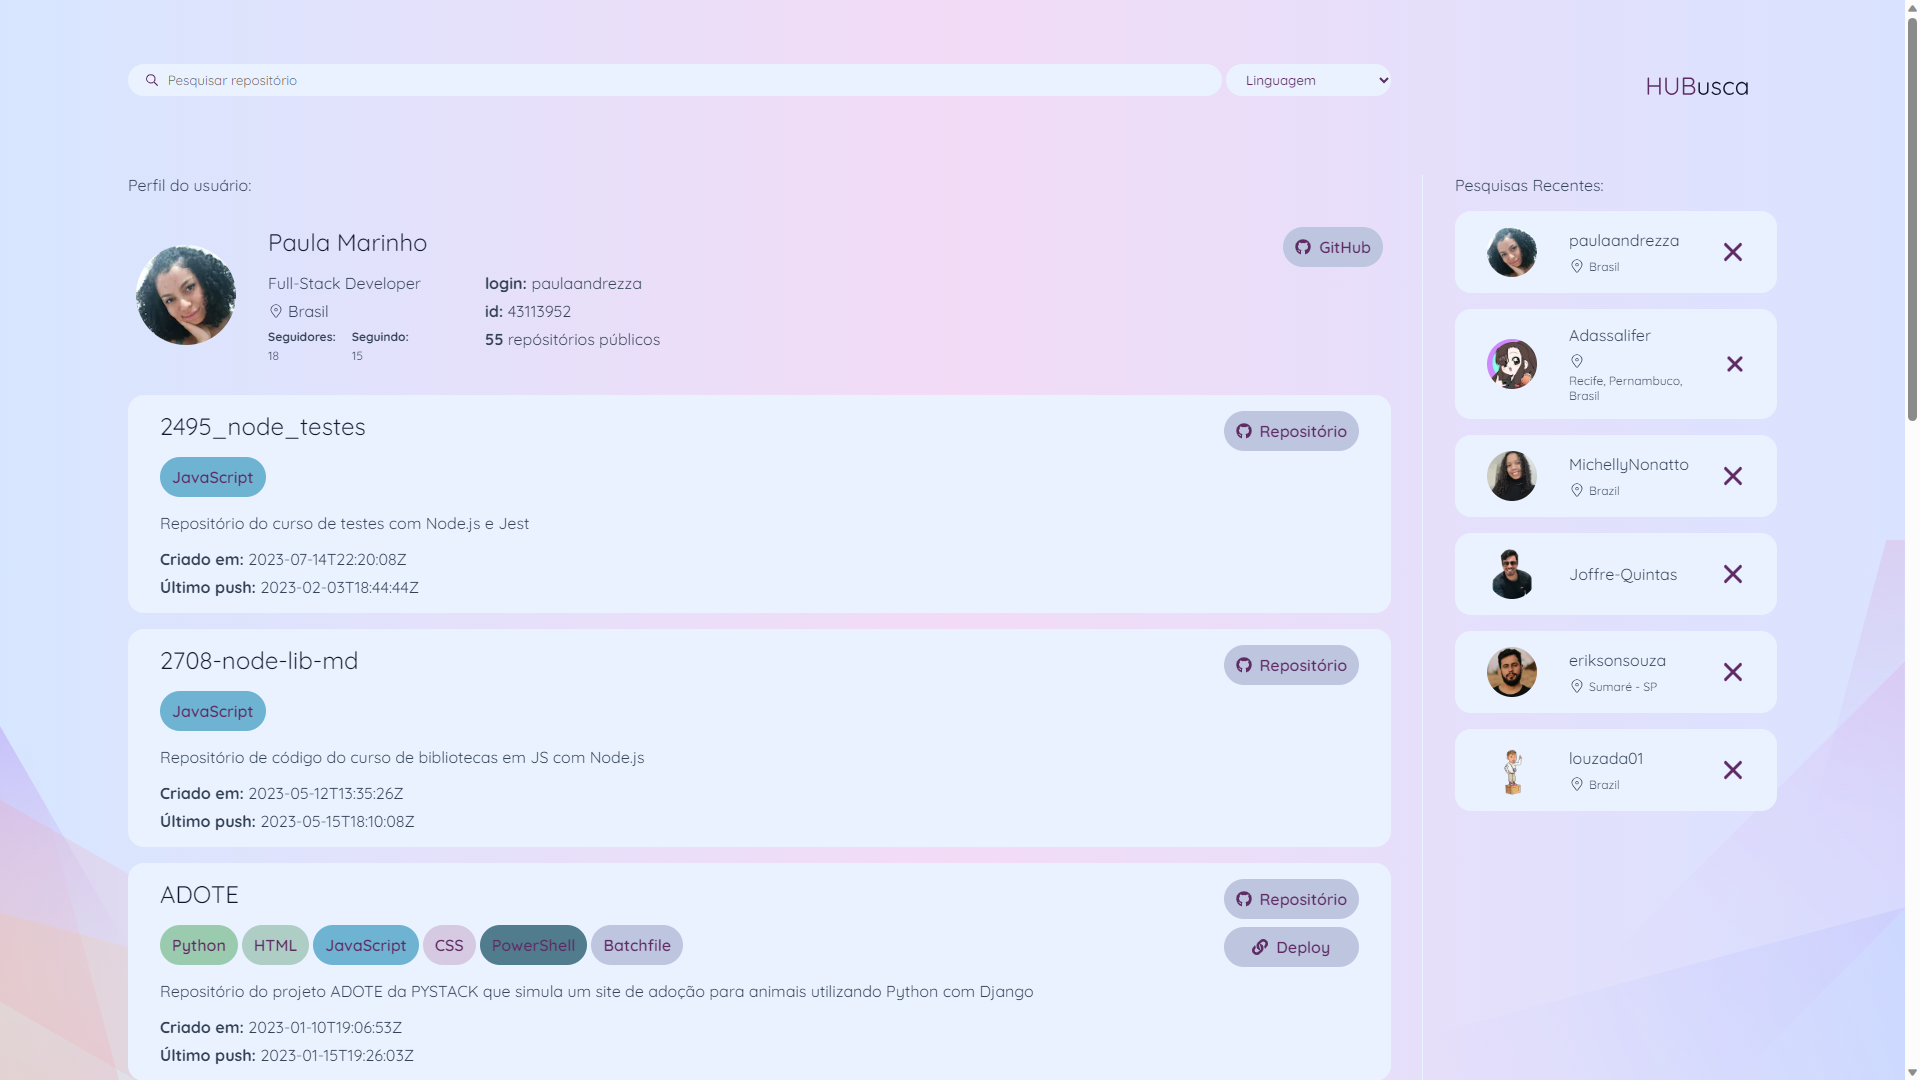 Pesquisar repositório
Linguagem
HUBusca
Perfil do usuário:
Paula Marinho
Full-Stack Developer
Brasil
Seguidores: Seguindo:
18 15
login: paulaandrezza
id: 43113952
55 repósitórios públicos
GitHub
2495_node_testes
Repositório
JavaScript
Repositório do curso de testes com Node.js e Jest
Criado em: 2023-07-14T22:20:08Z
Último push: 2023-02-03T18:44:44Z
2708-node-lib-md
Repositório
JavaScript
Repositório de código do curso de bibliotecas em JS com Node.js
Criado em: 2023-05-12T13:35:26Z
Último push: 2023-05-15T18:10:08Z
ADOTE
Repositório
Deploy
Python HTML JavaScript CSS PowerShell Batchfile
Repositório do projeto ADOTE da PYSTACK que simula um site de adoção para animais utilizando Python com Django
Criado em: 2023-01-10T19:06:53Z
Último push: 2023-01-15T19:26:03Z
Pesquisas Recentes:
paulaandrezza
Brasil
Adassalifer
Recife, Pernambuco,
Brasil
MichellyNonatto
Brazil
Joffre-Quintas
eriksonsouza
Sumaré - SP
louzada01
Brazil